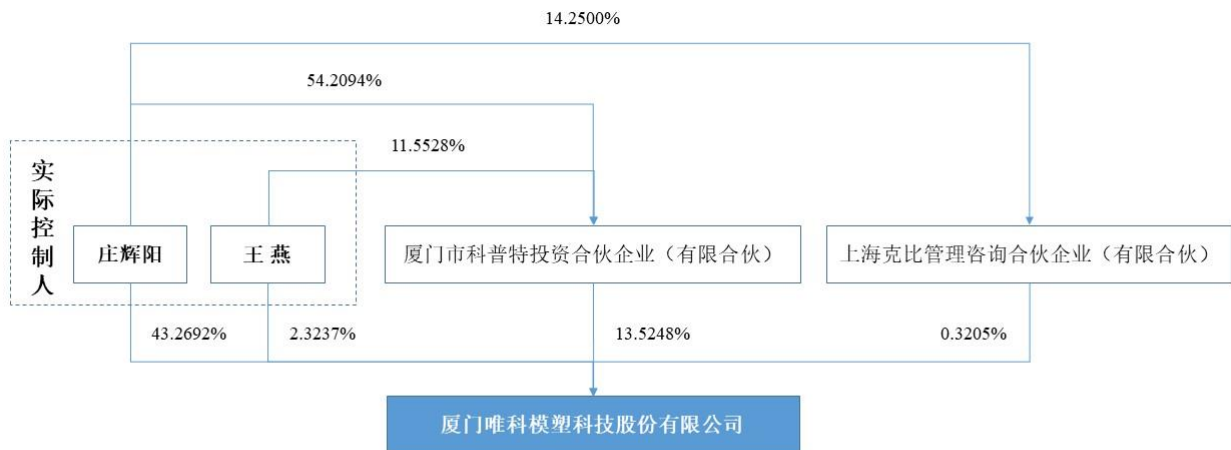 14.2500%
54.2094%
11.5528%
实际控制人
庄辉阳
王 燕
厦门市科普特投资合伙企业（有限合伙）
上海克比管理咨询合伙企业（有限合伙）
43.2692%
2.3237%
13.5248%
0.3205%
厦门唯科模塑科技股份有限公司